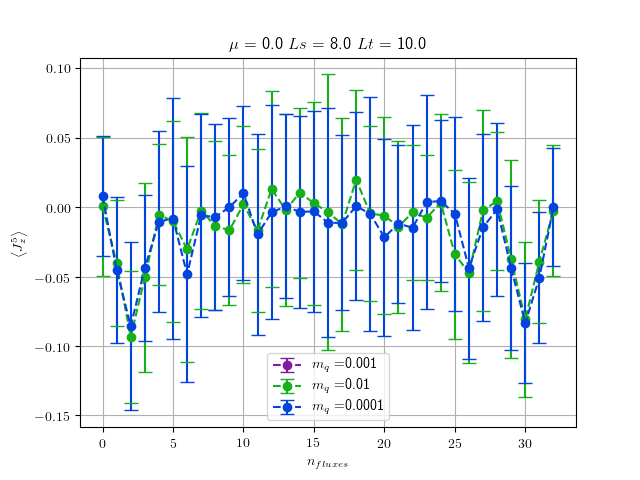 μ = 0.0 Ls = 8.0 Lt = 10.0
⟨J_z^5⟩
0.10
0.05
0.00
−0.05
−0.10
−0.15
m_q =0.001
m_q =0.01
m_q =0.0001
0 5 10 15 20 25 30
n_{fluxes}